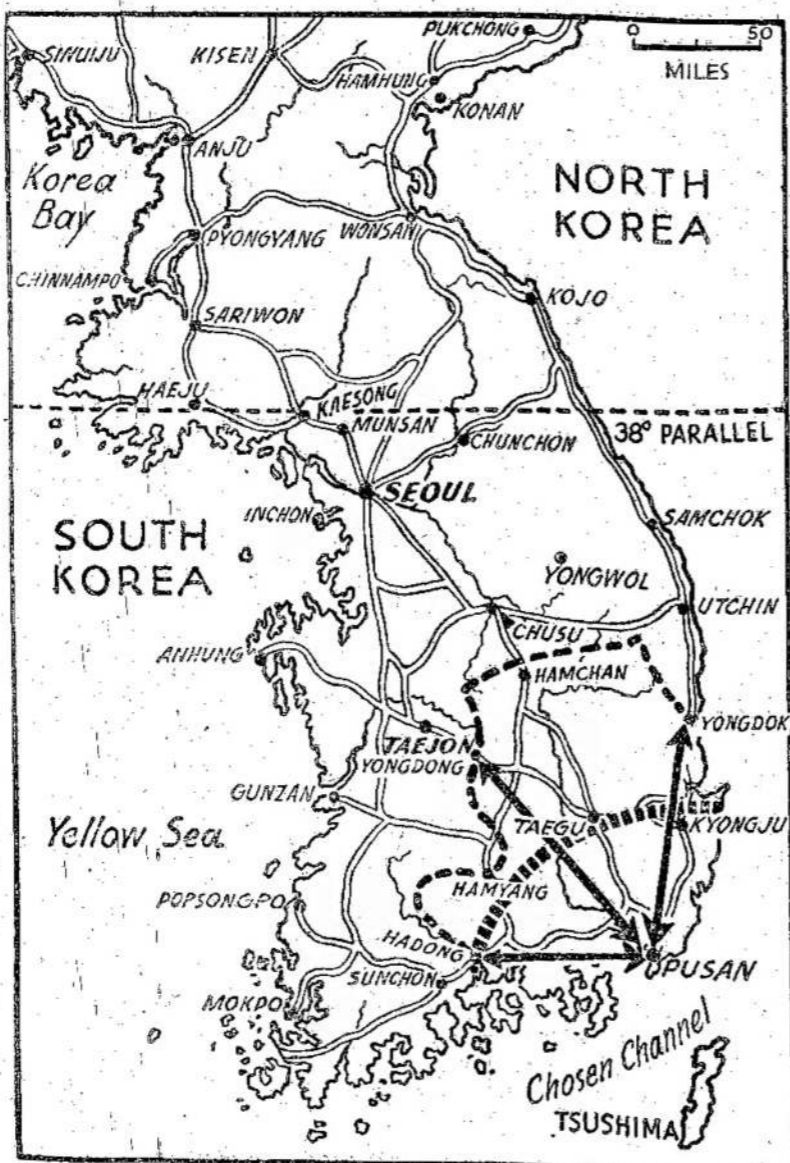 PUKCHONG
0 50
MILES
SINUIJU
KISEN
HAMHUNG
KONAN
ANJU
Korea
Bay
NORTH
KOREA
PYONGYANG
WONSAN
CHINNAMPO
KOJO
SARIWON
HAEJU
KAESONG
MUNSAN
38° PARALLEL
CHUNCHON
SEOUL
INCHON
SAMCHOK
SOUTH
KOREA
YONGWOL
UTCHIN
CHUSU
ANHUNG
HAMCHAN
YONGDOK
TAEJON
YONGDONG
GUNZAN
TAEGU
KYONGJU
Yellow Sea
HAMYANG
POPSONGPO
HADONG
PUSAN
SUNCHON
MOKPO
Chosen Channel
TSUSHIMA